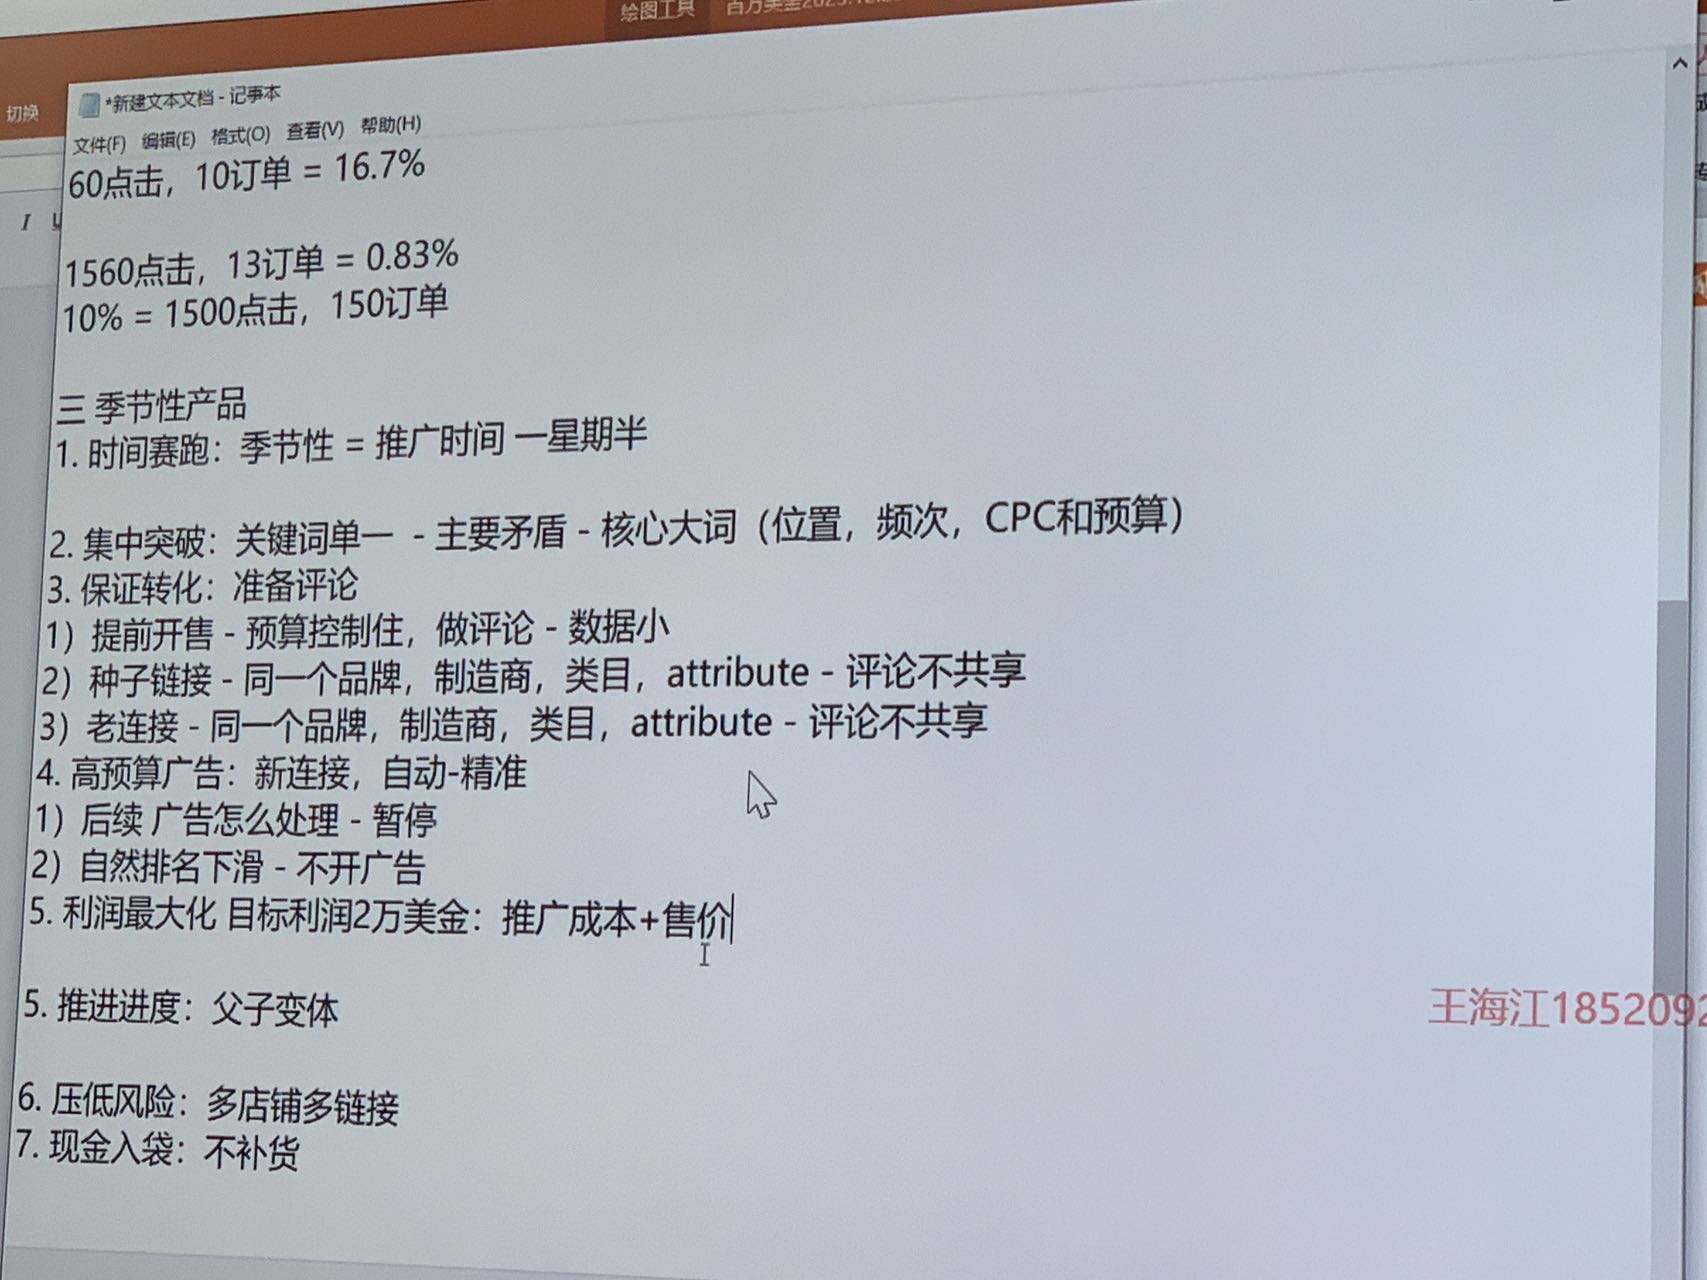 绘图工具
切换
*新建文本文档 - 记事本
文件(F) 编辑(E) 格式(O) 查看(V) 帮助(H)
I U
60点击，10订单 = 16.7%
1560点击，13订单 = 0.83%
10% = 1500点击，150订单
三 季节性产品
1. 时间赛跑：季节性 = 推广时间 一星期半
2. 集中突破：关键词单一 - 主要矛盾 - 核心大词（位置，频次，CPC和预算）
3. 保证转化：准备评论
1）提前开售 - 预算控制住，做评论 - 数据小
2）种子链接 - 同一个品牌，制造商，类目，attribute - 评论不共享
3）老连接 - 同一个品牌，制造商，类目，attribute - 评论不共享
4. 高预算广告：新连接，自动-精准
1）后续 广告怎么处理 - 暂停
2）自然排名下滑 - 不开广告
5. 利润最大化 目标利润2万美金：推广成本+售价
5. 推进进度：父子变体
王海江1852092
6. 压低风险：多店铺多链接
7. 现金入袋：不补货